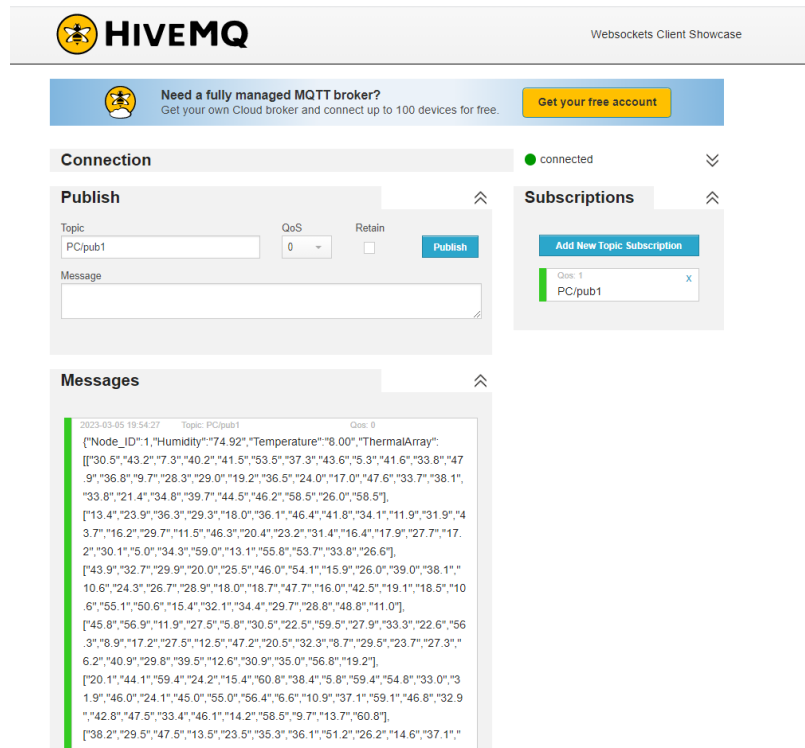 HIVEMQ
Websockets Client Showcase
Need a fully managed MQTT broker?
Get your own Cloud broker and connect up to 100 devices for free.
Get your free account
Connection
connected
Publish
Topic
QoS
Retain
PC/pub1
0
Publish
Message
Subscriptions
Add New Topic Subscription
Qos: 1
x
PC/pub1
Messages
2023-03-05 19:54:27 Topic: PC/pub1 Qos: 0
{"Node_ID":1,"Humidity":"74.92","Temperature":"8.00","ThermalArray":
[["30.5","43.2","7.3","40.2","41.5","53.5","37.3","43.6","5.3","41.6","33.8","47
.9","36.8","9.7","28.3","29.0","19.2","36.5","24.0","17.0","47.6","33.7","38.1",
"33.8","21.4","34.8","39.7","44.5","46.2","58.5","26.0","58.5"],
["13.4","23.9","36.3","29.3","18.0","36.1","46.4","41.8","34.1","11.9","31.9","4
3.7","16.2","29.7","11.5","46.3","20.4","23.2","31.4","16.4","17.9","27.7","17.
2","30.1","5.0","34.3","59.0","13.1","55.8","53.7","33.8","26.6"],
["43.9","32.7","29.9","20.0","25.5","46.0","54.1","15.9","26.0","39.0","38.1","
10.6","24.3","26.7","28.9","18.0","18.7","47.7","16.0","42.5","19.1","18.5","10
.6","55.1","50.6","15.4","32.1","34.4","29.7","28.8","48.8","11.0"],
["45.8","56.9","11.9","27.5","5.8","30.5","22.5","59.5","27.9","33.3","22.6","56
.3","8.9","17.2","27.5","12.5","47.2","20.5","32.3","8.7","29.5","23.7","27.3","
6.2","40.9","29.8","39.5","12.6","30.9","35.0","56.8","19.2"],
["20.1","44.1","59.4","24.2","15.4","60.8","38.4","5.8","59.4","54.8","33.0","3
1.9","46.0","24.1","45.0","55.0","56.4","6.6","10.9","37.1","59.1","46.8","32.9
","42.8","47.5","33.4","46.1","14.2","58.5","9.7","13.7","60.8"],
["38.2","29.5","47.5","13.5","23.5","35.3","36.1","51.2","26.2","14.6","37.1","